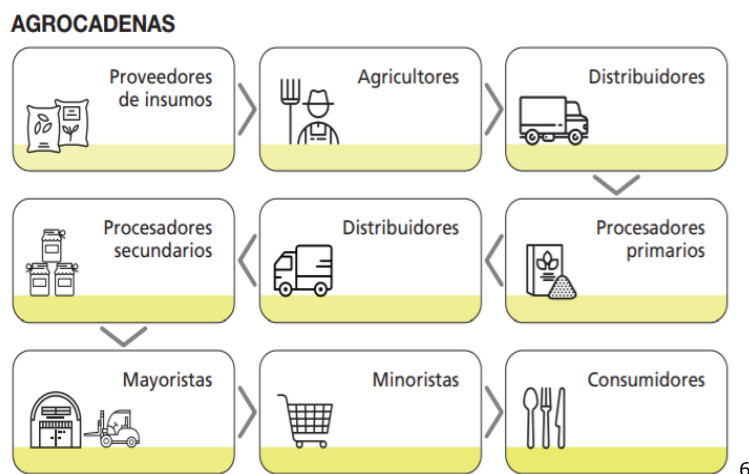 AGROCADENAS
Proveedores
de insumos
Agricultores
Distribuidores
Procesadores
secundarios
Distribuidores
Procesadores
primarios
Mayoristas
Minoristas
Consumidores
6